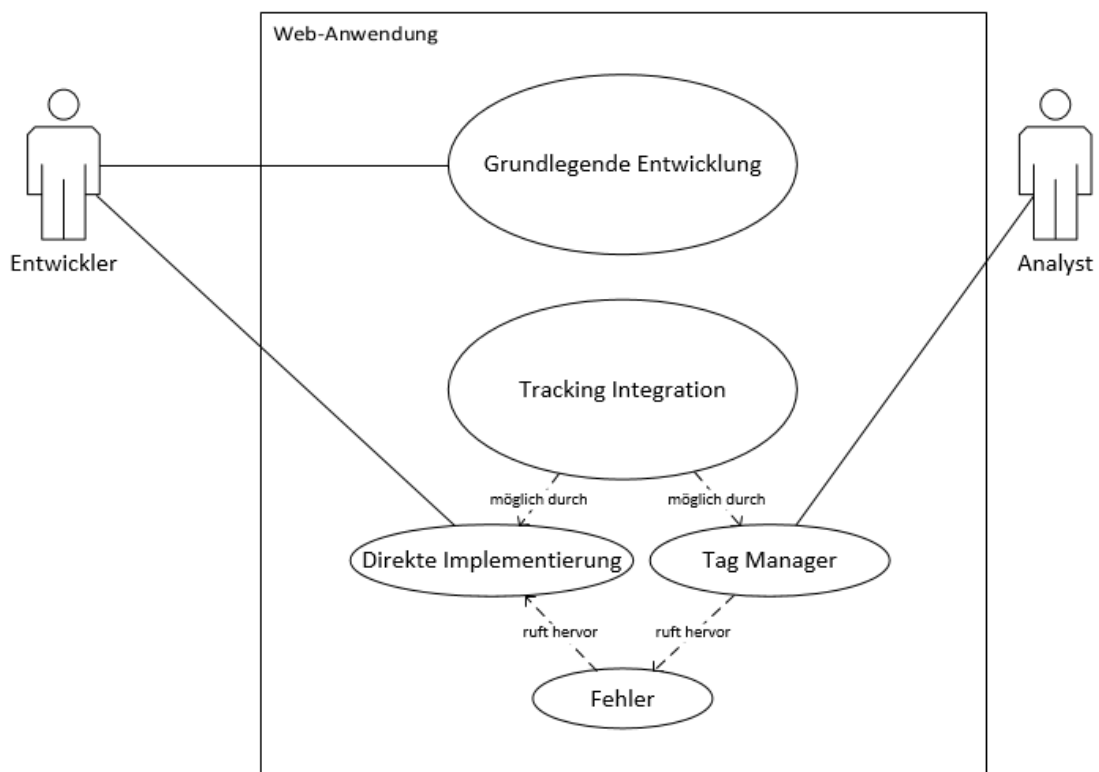 Web-Anwendung
Grundlegende Entwicklung
Entwickler
Analyst
Tracking Integration
möglich durch
möglich durch
Direkte Implementierung
Tag Manager
ruft hervor
ruft hervor
Fehler